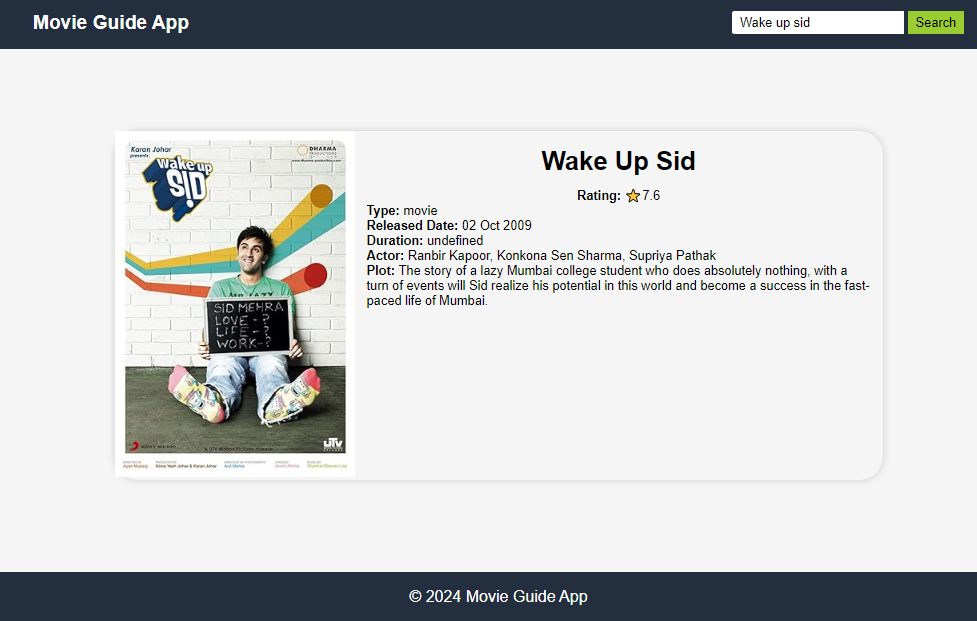 Movie Guide App
Wake up sid
Search
Karan Johar
presents
DHARMA
PRODUCTIONS
wake up
SID
MR LAZY
SID MEHRA
LOVE -?
LIFE -?
WORK -?
UTV
Wake Up Sid
Rating: ⭐7.6
Type: movie
Released Date: 02 Oct 2009
Duration: undefined
Actor: Ranbir Kapoor, Konkona Sen Sharma, Supriya Pathak
Plot: The story of a lazy Mumbai college student who does absolutely nothing, with a
turn of events will Sid realize his potential in this world and become a success in the fast-
paced life of Mumbai.
© 2024 Movie Guide App